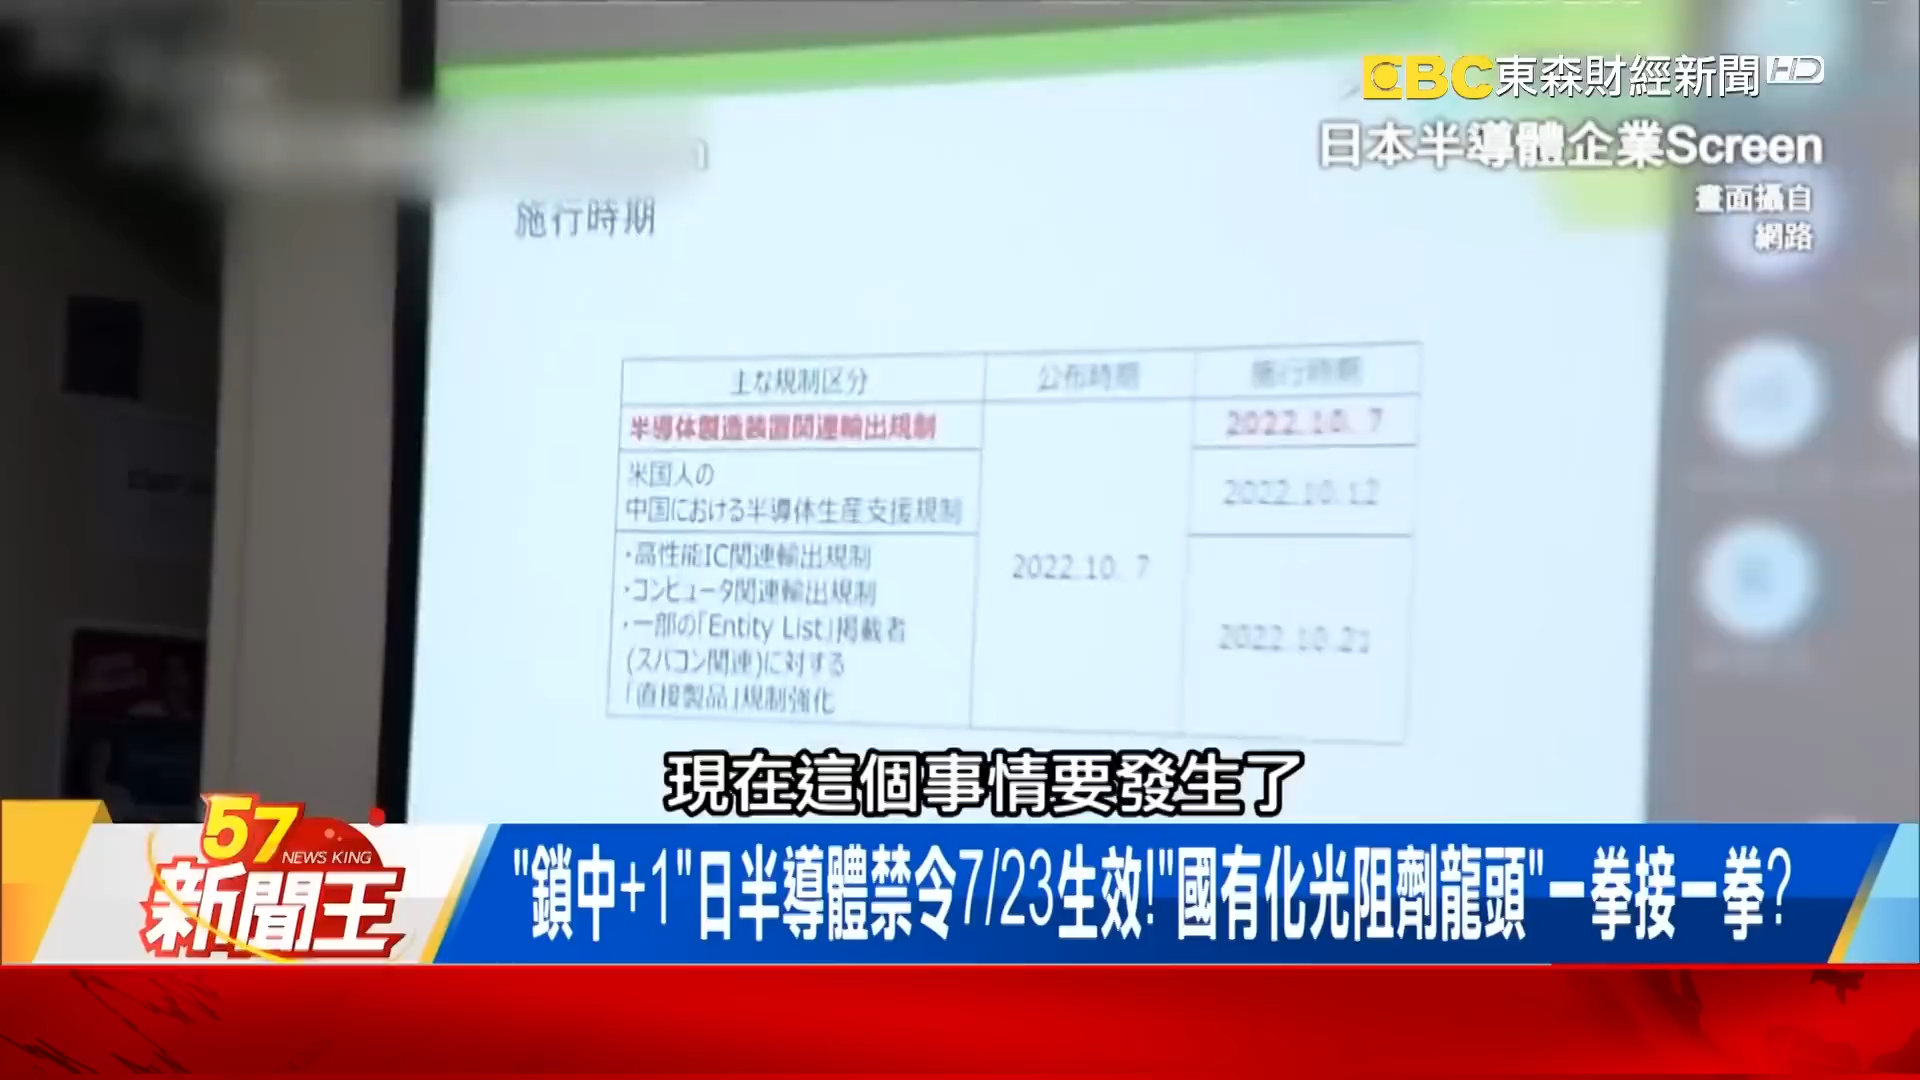 EBC東森財經新聞HD
日本半導體企業Screen
畫面攝自
網路
施行時期
主な規制区分
公布時期
施行時期
半導体製造装置関連輸出規制
2022.10. 7
米国人の
中国における半導体生産支援規制
2022.10.12
・高性能IC関連輸出規制
・コンピュータ関連輸出規制
・一部の「Entity List」掲載者
(スパコン関連)に対する
「直接製品」規制強化
2022.10. 7
2022.10.21
現在這個事情要發生了
57
NEWS KING
新聞王
"鎖中+1"日半導體禁令7/23生效!"國有化光阻劑龍頭"一拳接一拳?